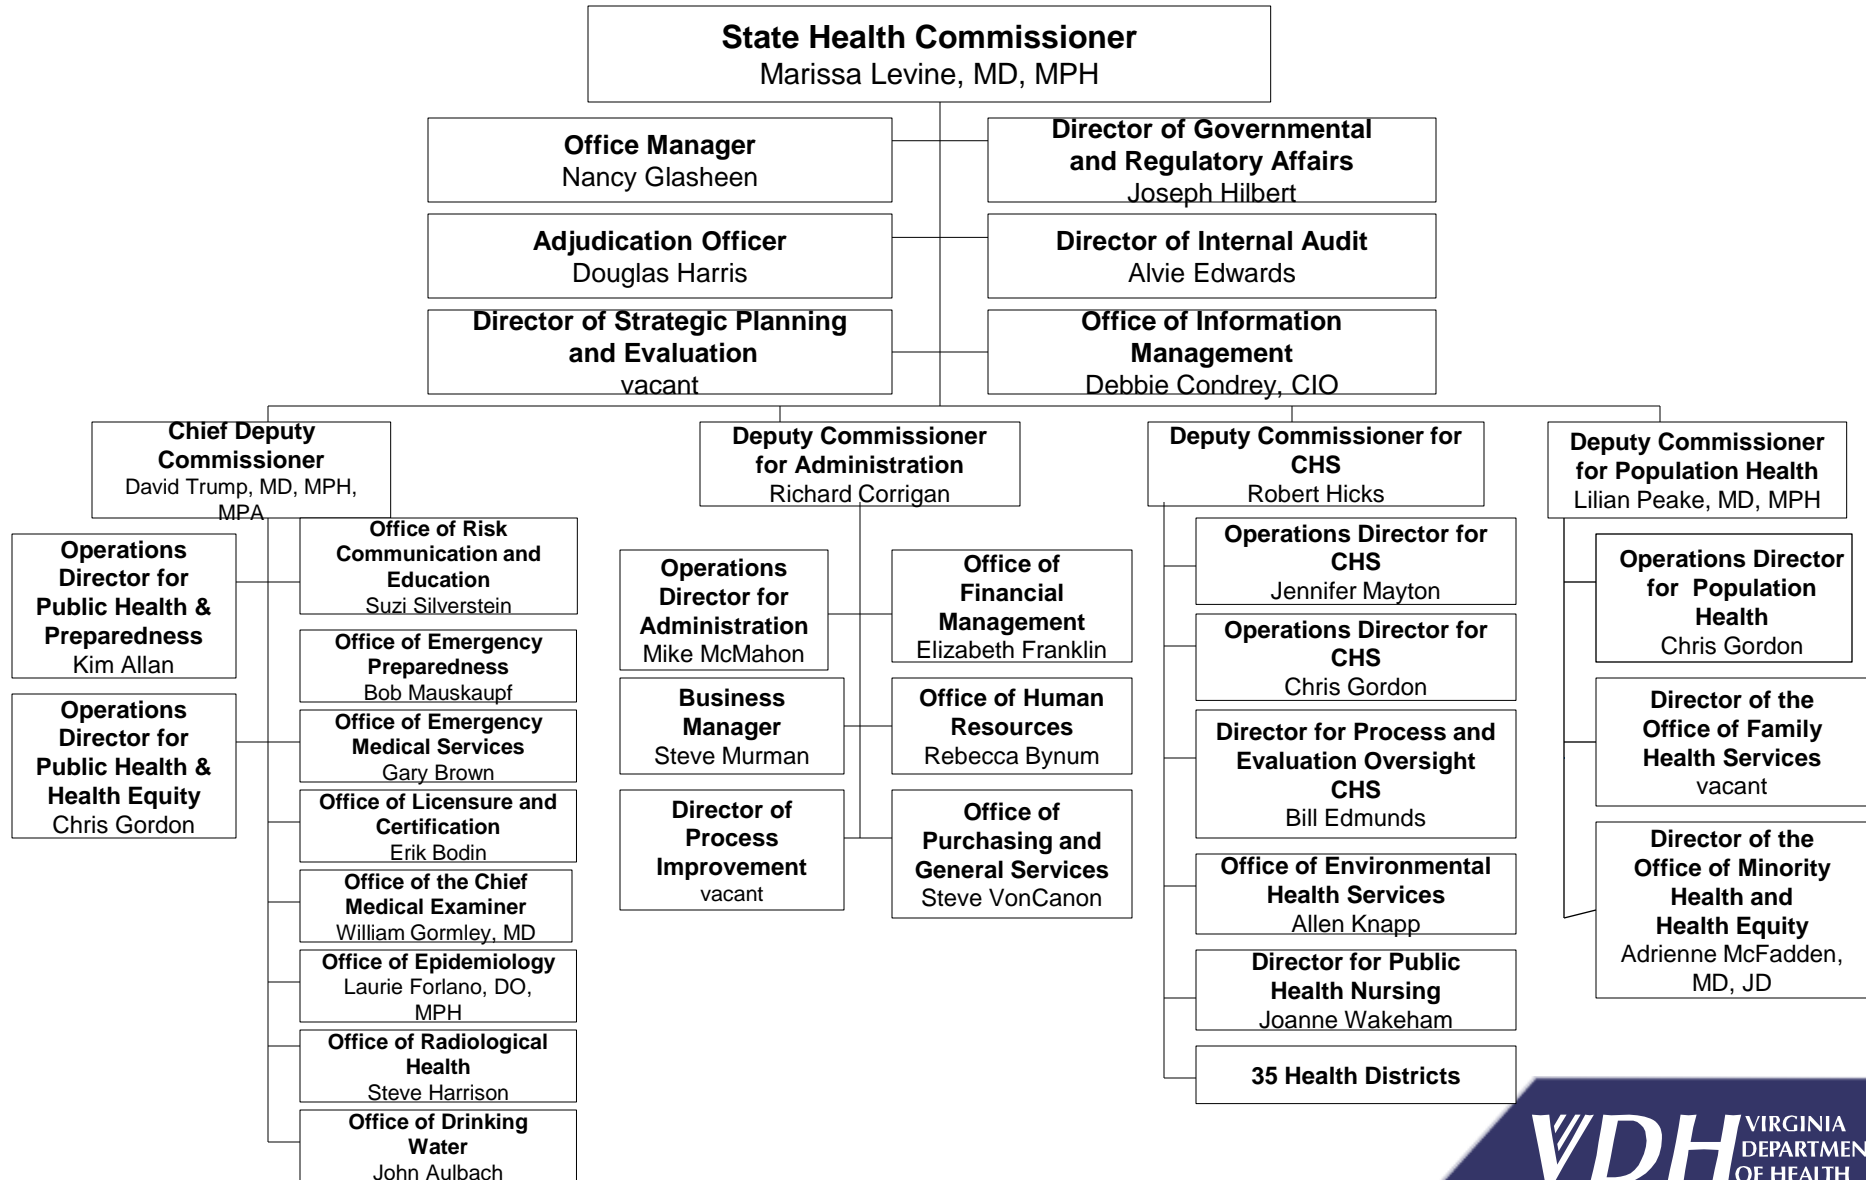 State Health Commissioner
Marissa Levine, MD, MPH
Office Manager
Nancy Glasheen
Director of Governmental
and Regulatory Affairs
Joseph Hilbert
Adjudication Officer
Douglas Harris
Director of Internal Audit
Alvie Edwards
Director of Strategic Planning
and Evaluation
vacant
Office of Information
Management
Debbie Condrey, CIO
Chief Deputy
Commissioner
David Trump, MD, MPH,
MPA
Operations
Director for
Public Health &
Preparedness
Kim Allan
Operations
Director for
Public Health &
Health Equity
Chris Gordon
Office of Risk
Communication and
Education
Suzi Silverstein
Office of Emergency
Preparedness
Bob Mauskaupf
Office of Emergency
Medical Services
Gary Brown
Office of Licensure and
Certification
Erik Bodin
Office of the Chief
Medical Examiner
William Gormley, MD
Office of Epidemiology
Laurie Forlano, DO,
MPH
Office of Radiological
Health
Steve Harrison
Office of Drinking
Water
John Aulbach
Deputy Commissioner
for Administration
Richard Corrigan
Operations
Director for
Administration
Mike McMahon
Business
Manager
Steve Murman
Director of
Process
Improvement
vacant
Office of
Financial
Management
Elizabeth Franklin
Office of Human
Resources
Rebecca Bynum
Office of
Purchasing and
General Services
Steve VonCanon
Deputy Commissioner for
CHS
Robert Hicks
Operations Director for
CHS
Jennifer Mayton
Operations Director for
CHS
Chris Gordon
Director for Process and
Evaluation Oversight
CHS
Bill Edmunds
Office of Environmental
Health Services
Allen Knapp
Director for Public
Health Nursing
Joanne Wakeham
35 Health Districts
Deputy Commissioner
for Population Health
Lilian Peake, MD, MPH
Operations Director
for Population
Health
Chris Gordon
Director of the
Office of Family
Health Services
vacant
Director of the
Office of Minority
Health and
Health Equity
Adrienne McFadden,
MD, JD
VDH
VIRGINIA
DEPARTMEN
OF HEALTH